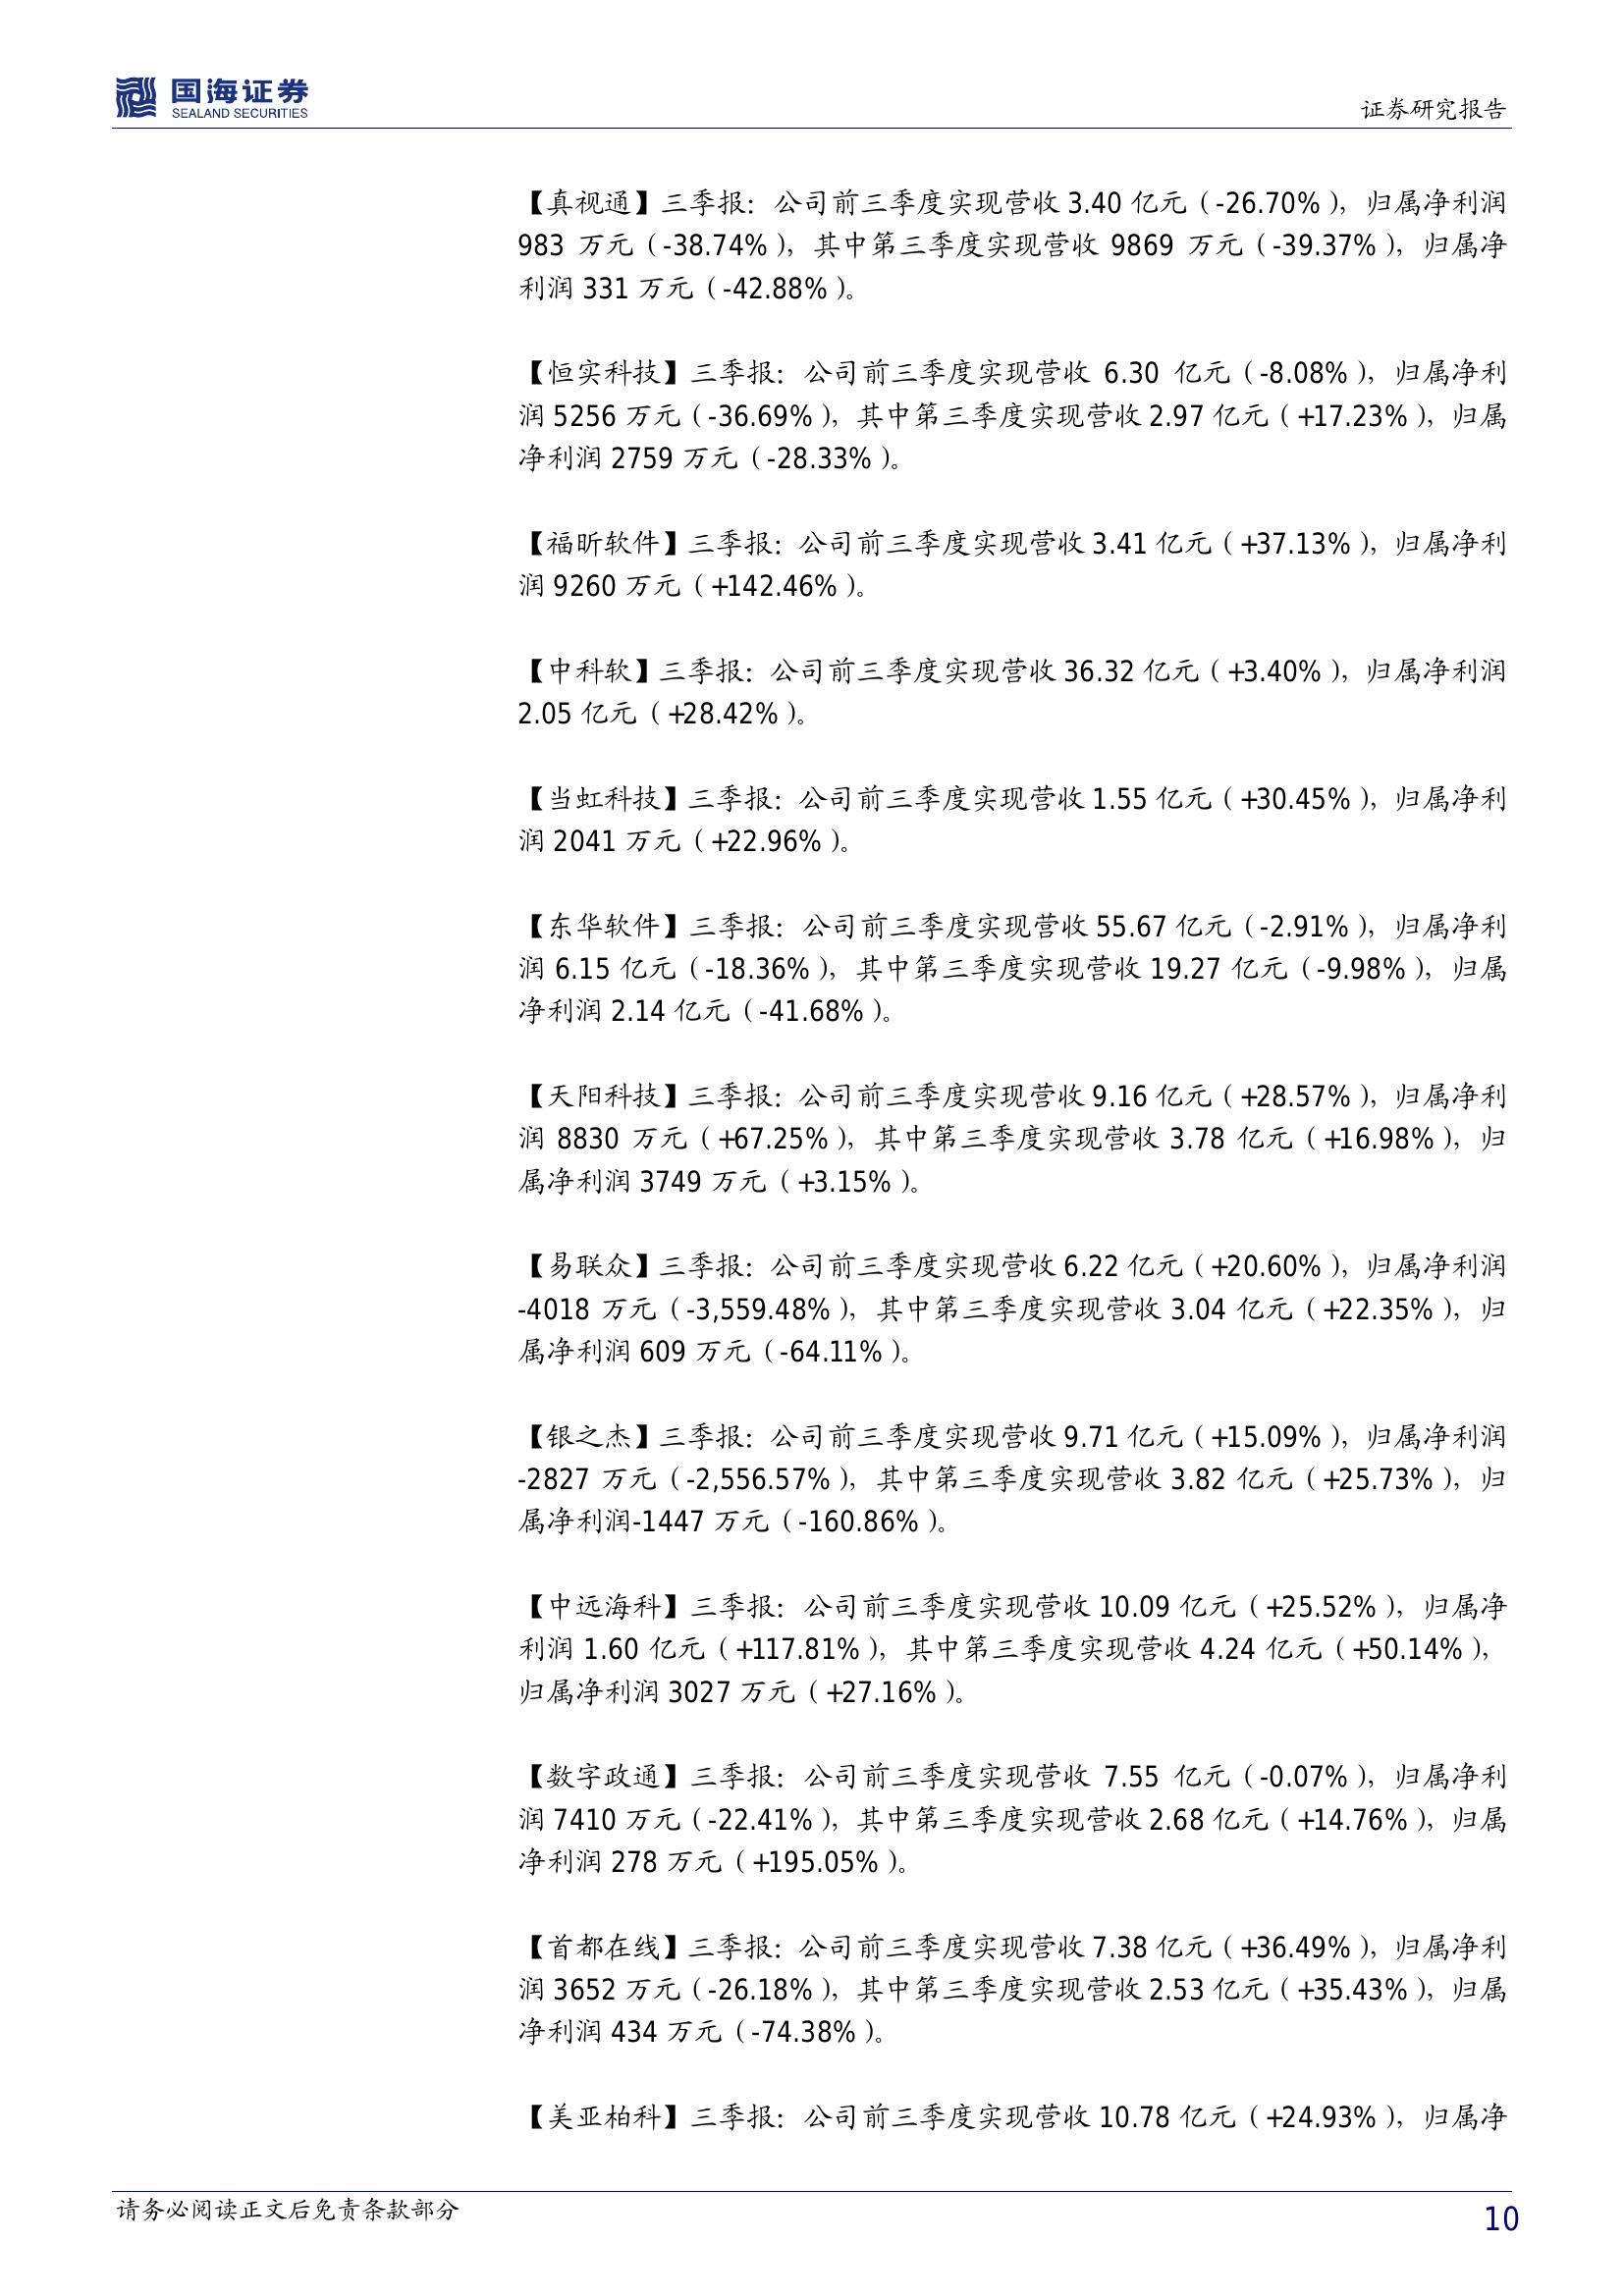 国海证券
SEALAND SECURITIES
证券研究报告
【真视通】三季报：公司前三季度实现营收 3.40 亿元（-26.70%），归属净利润
983 万元（-38.74%），其中第三季度实现营收 9869 万元（-39.37%），归属净
利润 331 万元（-42.88%）。
【恒实科技】三季报：公司前三季度实现营收 6.30 亿元（-8.08%），归属净利
润 5256 万元（-36.69%），其中第三季度实现营收 2.97 亿元（+17.23%），归属
净利润 2759 万元（-28.33%）。
【福昕软件】三季报：公司前三季度实现营收 3.41 亿元（+37.13%），归属净利
润 9260 万元（+142.46%）。
【中科软】三季报：公司前三季度实现营收 36.32 亿元（+3.40%），归属净利润
2.05 亿元（+28.42%）。
【当虹科技】三季报：公司前三季度实现营收 1.55 亿元（+30.45%），归属净利
润 2041 万元（+22.96%）。
【东华软件】三季报：公司前三季度实现营收 55.67 亿元（-2.91%），归属净利
润 6.15 亿元（-18.36%），其中第三季度实现营收 19.27 亿元（-9.98%），归属
净利润 2.14 亿元（-41.68%）。
【天阳科技】三季报：公司前三季度实现营收 9.16 亿元（+28.57%），归属净利
润 8830 万元（+67.25%），其中第三季度实现营收 3.78 亿元（+16.98%），归
属净利润 3749 万元（+3.15%）。
【易联众】三季报：公司前三季度实现营收 6.22 亿元（+20.60%），归属净利润
-4018 万元（-3,559.48%），其中第三季度实现营收 3.04 亿元（+22.35%），归
属净利润 609 万元（-64.11%）。
【银之杰】三季报：公司前三季度实现营收 9.71 亿元（+15.09%），归属净利润
-2827 万元（-2,556.57%），其中第三季度实现营收 3.82 亿元（+25.73%），归
属净利润-1447 万元（-160.86%）。
【中远海科】三季报：公司前三季度实现营收 10.09 亿元（+25.52%），归属净
利润 1.60 亿元（+117.81%），其中第三季度实现营收 4.24 亿元（+50.14%），
归属净利润 3027 万元（+27.16%）。
【数字政通】三季报：公司前三季度实现营收 7.55 亿元（-0.07%），归属净利
润 7410 万元（-22.41%），其中第三季度实现营收 2.68 亿元（+14.76%），归属
净利润 278 万元（+195.05%）。
【首都在线】三季报：公司前三季度实现营收 7.38 亿元（+36.49%），归属净利
润 3652 万元（-26.18%），其中第三季度实现营收 2.53 亿元（+35.43%），归属
净利润 434 万元（-74.38%）。
【美亚柏科】三季报：公司前三季度实现营收 10.78 亿元（+24.93%），归属净
请务必阅读正文后免责条款部分
10